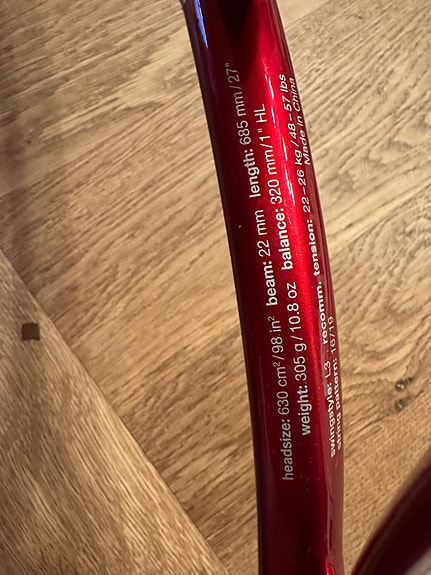 headsize: 630 cm²/98 in² beam: 22 mm length: 685 mm/27"
weight: 305 g/10.8 oz balance: 320 mm/1" HL
swingstyle: L3 recomm. tension: 22-26 kg/48-57 lbs
string pattern: 16/19 Made in China